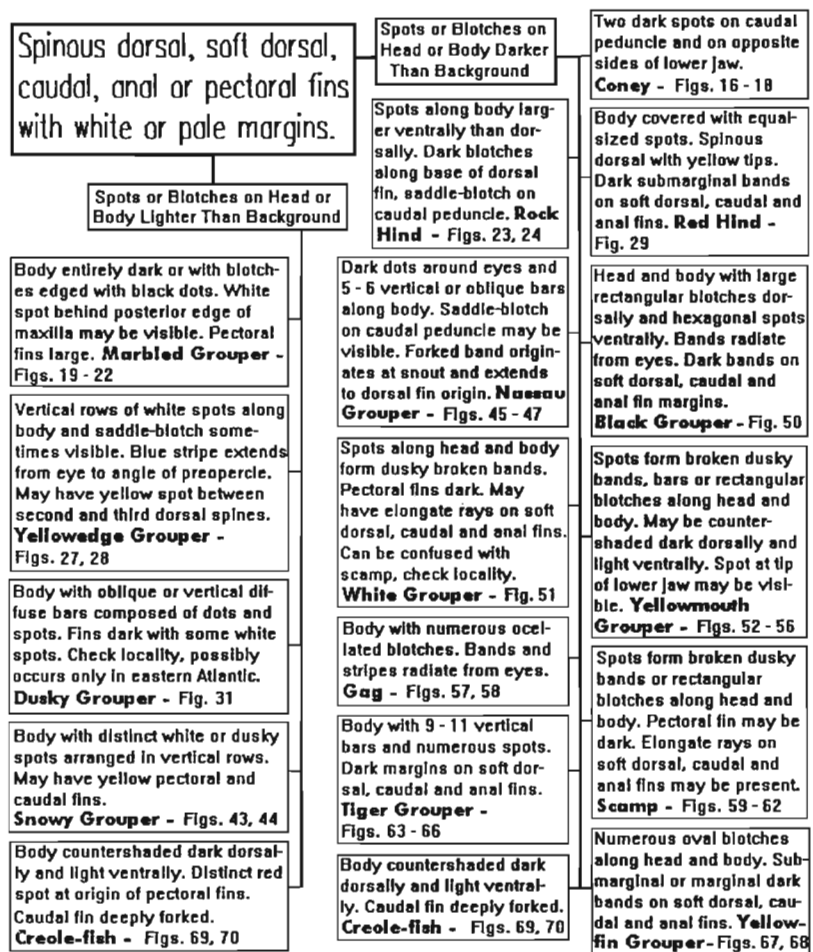 Spinous dorsal, soft dorsal,
caudal, anal or pectoral fins
with white or pale margins.
Spots or Blotches on Head or
Body Lighter Than Background
Body entirely dark or with blotch-
es edged with black dots. White
spot behind posterior edge of
maxilla may be visible. Pectoral
fins large. Marbled Grouper -
Figs. 19 - 22
Vertical rows of white spots along
body and saddle-blotch some-
times visible. Blue stripe extends
from eye to angle of preopercle.
May have yellow spot between
second and third dorsal spines.
Yellowedge Grouper -
Figs. 27, 28
Body with oblique or vertical dif-
fuse bars composed of dots and
spots. Fins dark with some white
spots. Check locality, possibly
occurs only in eastern Atlantic.
Dusky Grouper - Fig. 31
Body with distinct white or dusky
spots arranged in vertical rows.
May have yellow pectoral and
caudal fins.
Snowy Grouper - Figs. 43, 44
Body countershaded dark dorsal-
ly and light ventrally. Distinct red
spot at origin of pectoral fins.
Caudal fin deeply forked.
Creole-fish - Figs. 69, 70
Spots or Blotches on
Head or Body Darker
Than Background
Spots along body larg-
er ventrally than dor-
sally. Dark blotches
along base of dorsal
fin, saddle-blotch on
caudal peduncle. Rock
Hind - Figs. 23, 24
Dark dots around eyes and
5 - 6 vertical or oblique bars
along body. Saddle-blotch
on caudal peduncle may be
visible. Forked band origin-
ates at snout and extends
to dorsal fin origin. Nassau
Grouper - Figs. 45 - 47
Spots along head and body
form dusky broken bands.
Pectoral fins dark. May
have elongate rays on soft
dorsal, caudal and anal fins.
Can be confused with
scamp, check locality.
White Grouper - Fig. 51
Body with numerous ocel-
lated blotches. Bands and
stripes radiate from eyes.
Gag - Figs. 57, 58
Body with 9 - 11 vertical
bars and numerous spots.
Dark margins on soft dor-
sal, caudal and anal fins.
Tiger Grouper -
Figs. 63 - 66
Body countershaded dark
dorsally and light ventral-
ly. Caudal fin deeply forked.
Creole-fish - Figs. 69, 70
Two dark spots on caudal
peduncle and on opposite
sides of lower jaw.
Coney - Figs. 16 - 18
Body covered with equal-
sized spots. Spinous
dorsal with yellow tips.
Dark submarginal bands
on soft dorsal, caudal and
anal fins. Red Hind -
Fig. 29
Head and body with large
rectangular blotches dor-
sally and hexagonal spots
ventrally. Bands radiate
from eyes. Dark bands on
soft dorsal, caudal and
anal fin margins.
Black Grouper - Fig. 50
Spots form broken dusky
bands, bars or rectangular
blotches along head and
body. May be counter-
shaded dark dorsally and
light ventrally. Spot at tip
of lower jaw may be visi-
ble. Yellowmouth
Grouper - Figs. 52 - 56
Spots form broken dusky
bands or rectangular
blotches along head and
body. Pectoral fin may be
dark. Elongate rays on
soft dorsal, caudal and
anal fins may be present.
Scamp - Figs. 59 - 62
Numerous oval blotches
along head and body. Sub-
marginal or marginal dark
bands on soft dorsal, cau-
dal and anal fins. Yellow-
fin Grouper - Figs. 67, 68